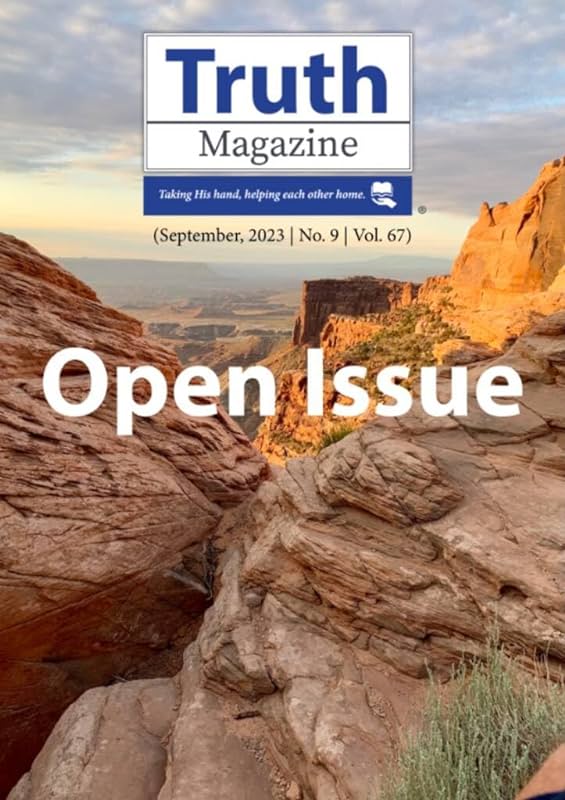 Truth
Magazine
Taking His hand, helping each other home.
®
(September, 2023 | No. 9 | Vol. 67)
Open Issue